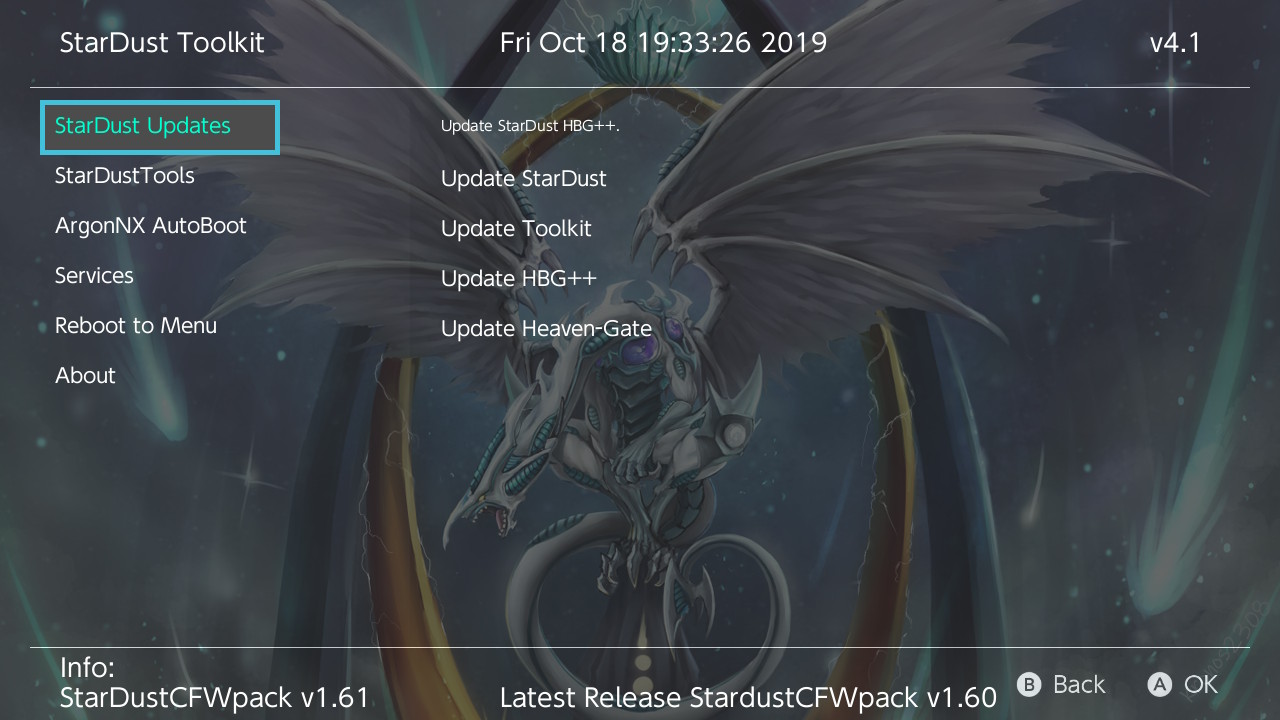 StarDust Toolkit
Fri Oct 18 19:33:26 2019
v4.1
StarDust Updates
StarDustTools
ArgonNX AutoBoot
Services
Reboot to Menu
About
Update StarDust HBG++.
Update StarDust
Update Toolkit
Update HBG++
Update Heaven-Gate
Info:
StarDustCFWpack v1.61
Latest Release StardustCFWpack v1.60
B Back
A OK